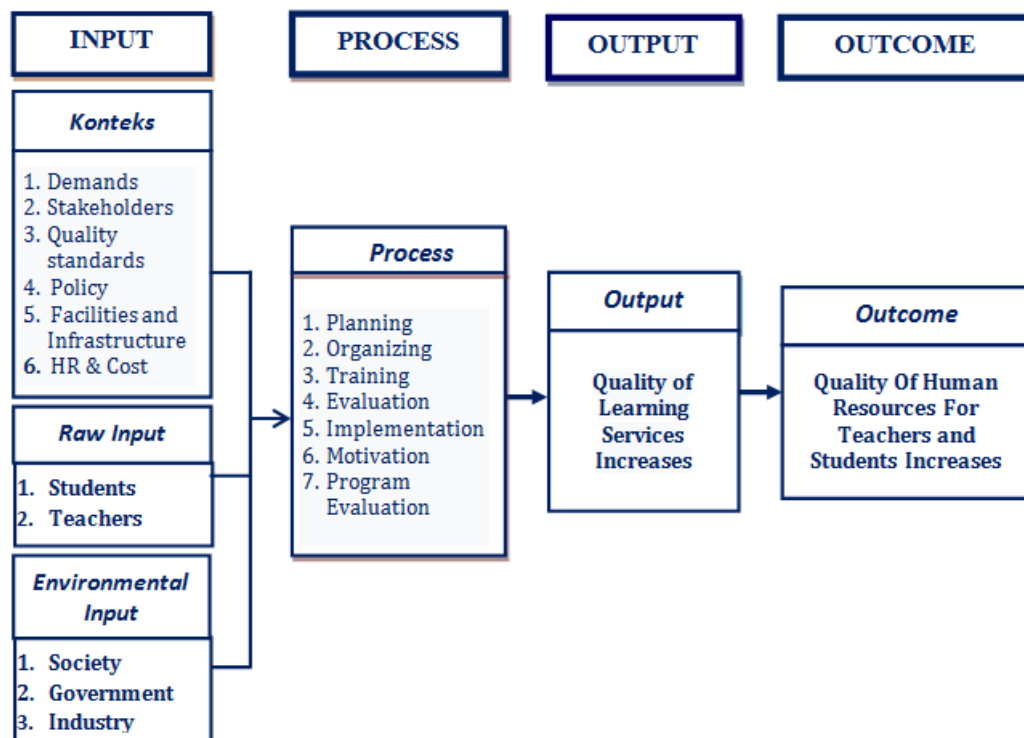 INPUT
PROCESS
OUTPUT
OUTCOME
Konteks
1. Demands
2. Stakeholders
3. Quality
standards
4. Policy
5. Facilities and
Infrastructure
6. HR & Cost
Raw Input
1. Students
2. Teachers
Environmental
Input
1. Society
2. Government
3. Industry
Process
1. Planning
2. Organizing
3. Training
4. Evaluation
5. Implementation
6. Motivation
7. Program
Evaluation
Output
Quality of
Learning
Services
Increases
Outcome
Quality Of Human
Resources For
Teachers and
Students Increases